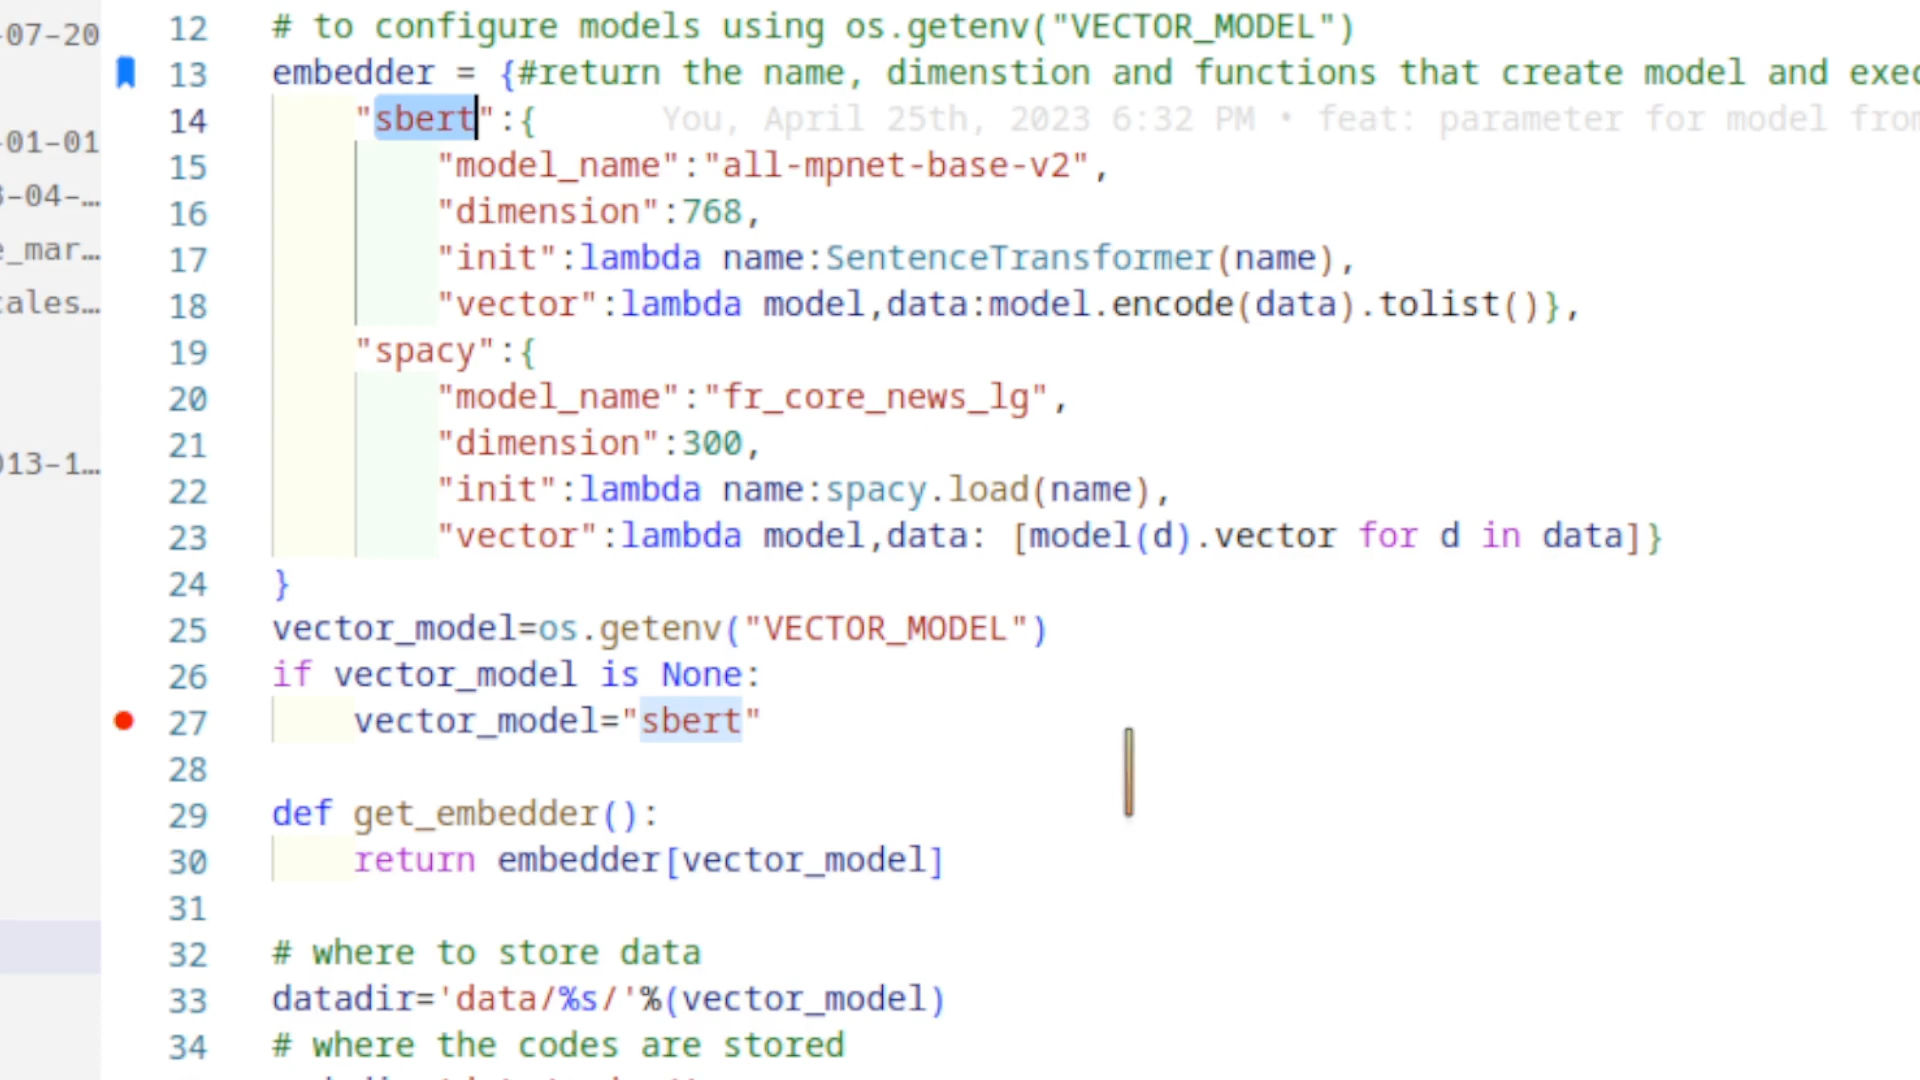 -07-20
-01-01
3-04-…
e_mar…
cales…
013-1…
12 # to configure models using os.getenv("VECTOR_MODEL")
13 embedder = {#return the name, dimenstion and functions that create model and exec
14 "sbert":{ You, April 25th, 2023 6:32 PM • feat: parameter for model from
15 "model_name":"all-mpnet-base-v2",
16 "dimension":768,
17 "init":lambda name:SentenceTransformer(name),
18 "vector":lambda model,data:model.encode(data).tolist()},
19 "spacy":{
20 "model_name":"fr_core_news_lg",
21 "dimension":300,
22 "init":lambda name:spacy.load(name),
23 "vector":lambda model,data: [model(d).vector for d in data]}
24 }
25 vector_model=os.getenv("VECTOR_MODEL")
26 if vector_model is None:
27 vector_model="sbert"
28
29 def get_embedder():
30 return embedder[vector_model]
31
32 # where to store data
33 datadir='data/%s/'%(vector_model)
34 # where the codes are stored